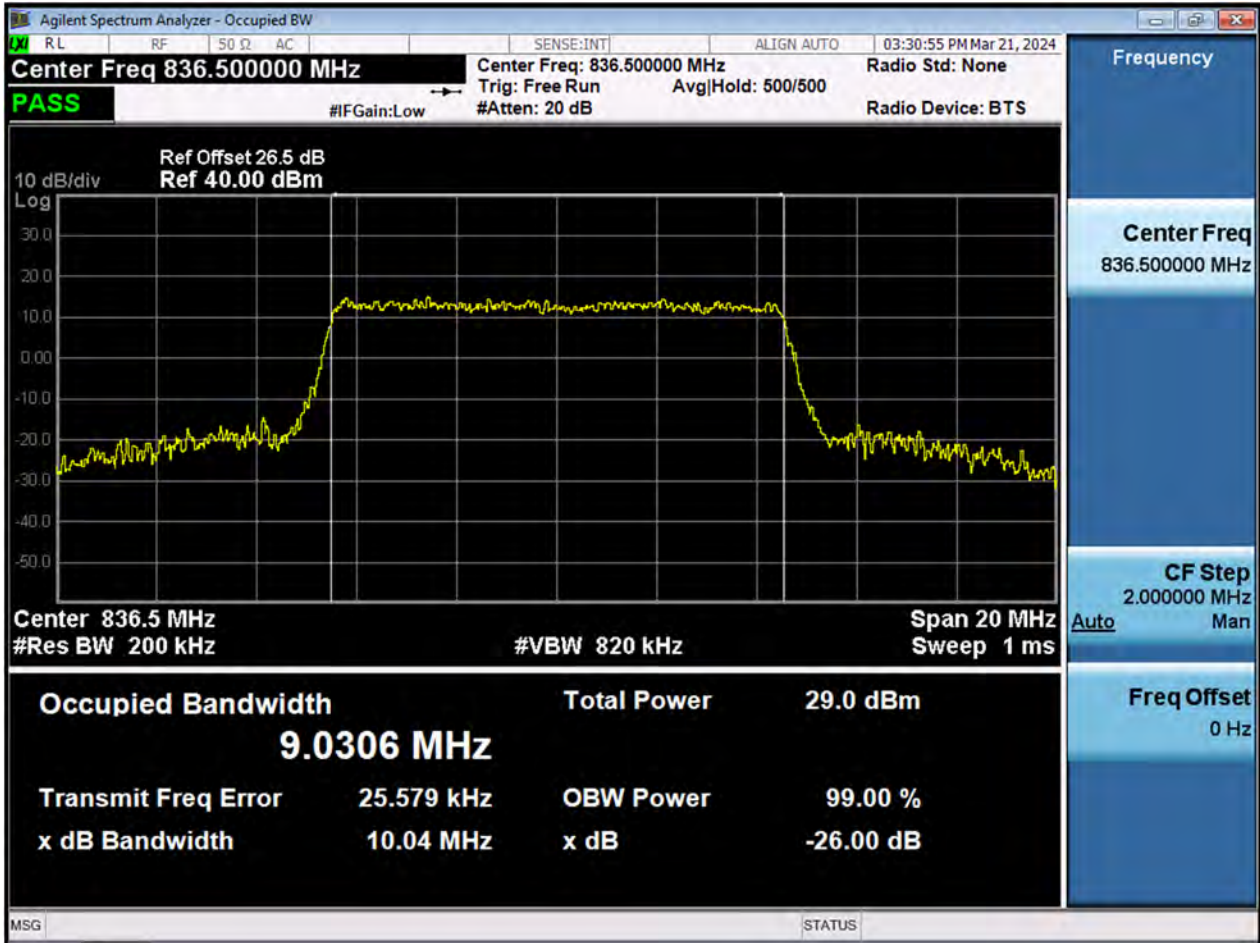 Agilent Spectrum Analyzer - Occupied BW
LXI RL RF 50 Ω AC SENSE:INT ALIGN AUTO 03:30:55 PM Mar 21, 2024
Center Freq 836.500000 MHz Center Freq: 836.500000 MHz Radio Std: None
Trig: Free Run Avg|Hold: 500/500
PASS #IFGain:Low #Atten: 20 dB Radio Device: BTS
Ref Offset 26.5 dB
10 dB/div Ref 40.00 dBm
Log
30.0
20.0
10.0
0.00
-10.0
-20.0
-30.0
-40.0
-50.0
Center 836.5 MHz Span 20 MHz
#Res BW 200 kHz #VBW 820 kHz Sweep 1 ms
Occupied Bandwidth Total Power 29.0 dBm
9.0306 MHz
Transmit Freq Error 25.579 kHz OBW Power 99.00 %
x dB Bandwidth 10.04 MHz x dB -26.00 dB
MSG STATUS
Frequency
Center Freq
836.500000 MHz
CF Step
2.000000 MHz
Auto Man
Freq Offset
0 Hz